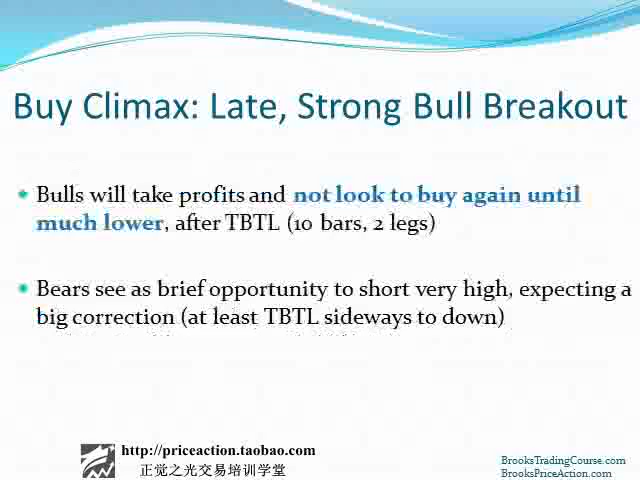 Buy Climax: Late, Strong Bull Breakout
Bulls will take profits and not look to buy again until
much lower, after TBTL (10 bars, 2 legs)
Bears see as brief opportunity to short very high, expecting a
big correction (at least TBTL sideways to down)
http://priceaction.taobao.com
正觉之光交易培训学堂
BrooksTradingCourse.com
BrooksPriceAction.com